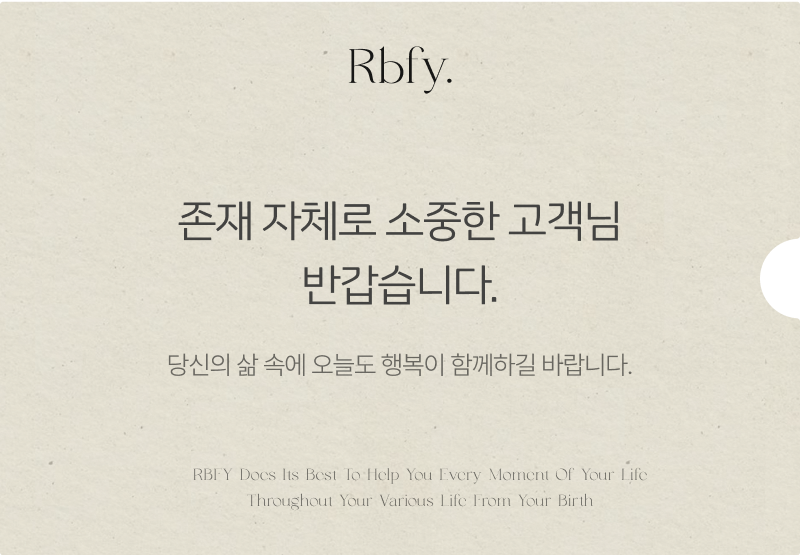 Rbfy.
존재 자체로 소중한 고객님
반갑습니다.
당신의 삶 속에 오늘도 행복이 함께하길 바랍니다.
RBFY Does Its Best To Help You Every Moment Of Your Life
Throughout Your Various Life From Your Birth